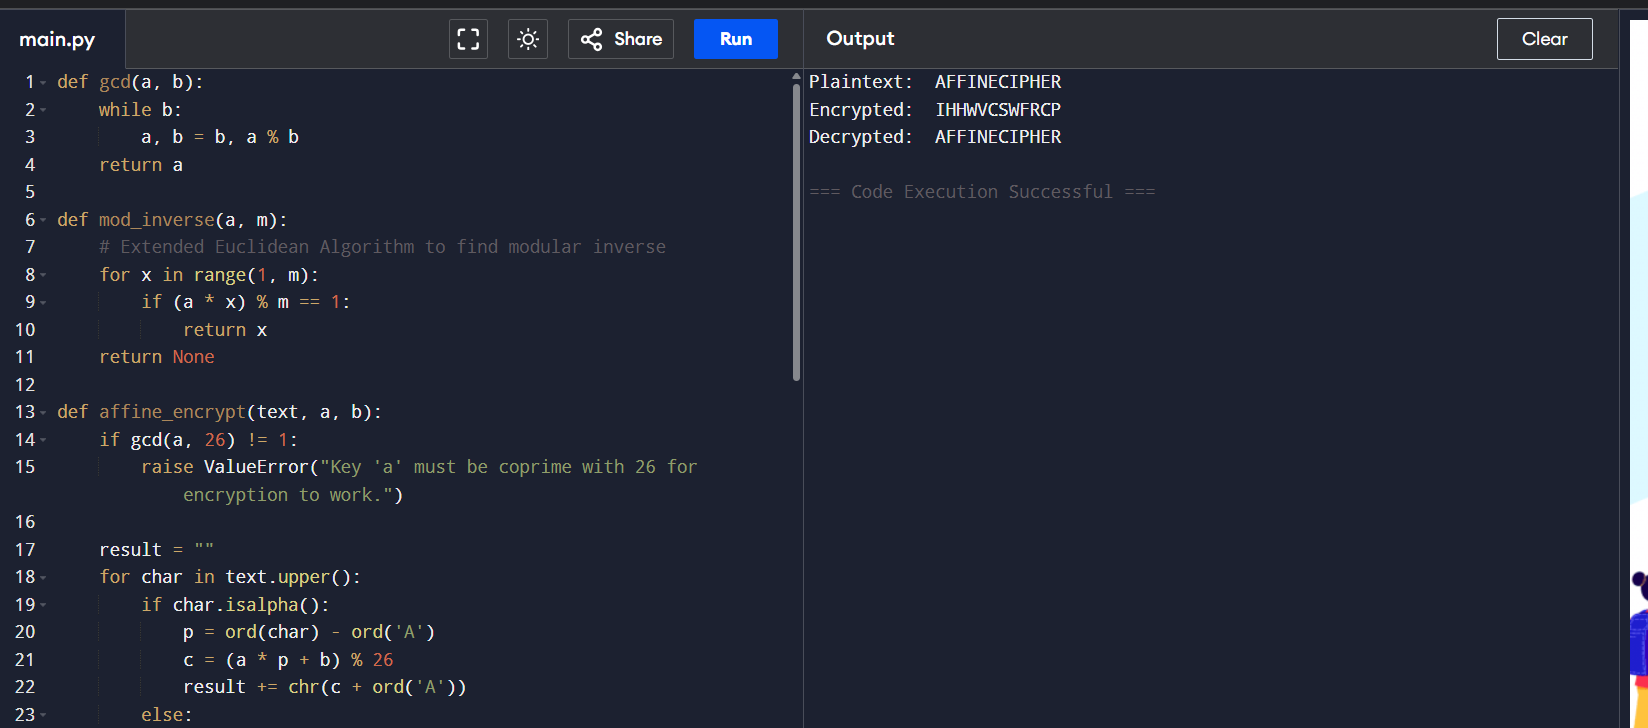 main.py
Share
Run
Output
Clear
1 def gcd(a, b):
2     while b:
3         a, b = b, a % b
4     return a
5
6 def mod_inverse(a, m):
7     # Extended Euclidean Algorithm to find modular inverse
8     for x in range(1, m):
9         if (a * x) % m == 1:
10             return x
11     return None
12
13 def affine_encrypt(text, a, b):
14     if gcd(a, 26) != 1:
15         raise ValueError("Key 'a' must be coprime with 26 for
encryption to work.")
16
17     result = ""
18     for char in text.upper():
19         if char.isalpha():
20             p = ord(char) - ord('A')
21             c = (a * p + b) % 26
22             result += chr(c + ord('A'))
23         else:
Plaintext:  AFFINECIPHER
Encrypted:  IHHWVCSWFRCP
Decrypted:  AFFINECIPHER
=== Code Execution Successful ===